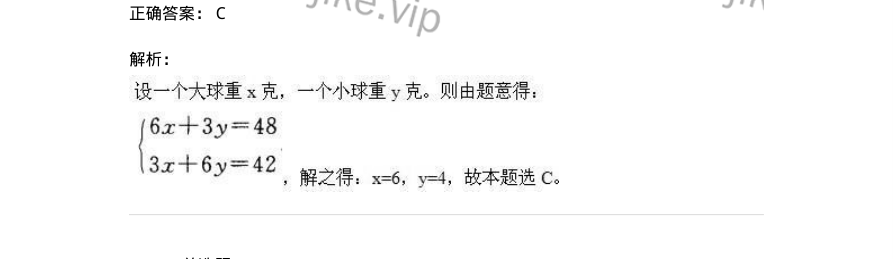 jike.vip
正确答案： C
解析：
设一个大球重 x 克，一个小球重 y 克。则由题意得：
6x+3y=48
3x+6y=42
，解之得：x=6，y=4，故本题选 C。